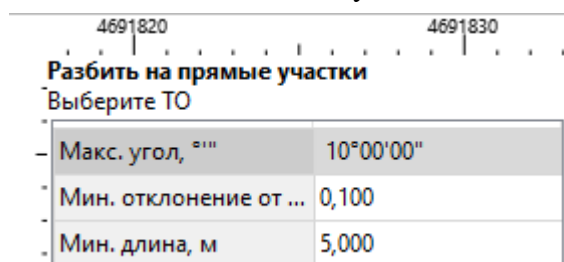 4691820 4691830
Разбить на прямые участки
Выберите ТО
Макс. угол, °'" 10°00'00"
Мин. отклонение от ... 0,100
Мин. длина, м 5,000